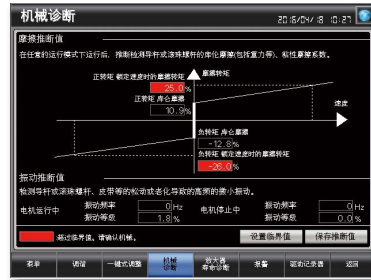 机械诊断
2016/04/18 10:27
摩擦推断值
在任意的运行模式下运行后，推断检测导杆或滚珠螺杆的库伦摩擦(包括重力等)、粘性摩擦系数。
正转矩 额定速度时的摩擦转矩
摩擦转矩
25.0 %
正转矩 库仑摩擦
10.9%
速度
负转矩 库仑摩擦
-12.8%
负转矩 额定速度时的摩擦转矩
-26.0%
振动推断值
检测导杆或滚珠螺杆、皮带等的松动或老化导致的高频的微小振动。
电机运行中
振动频率
0 Hz
电机停止中
振动频率
0 Hz
振动等级
1.8 %
振动等级
0.0 %
超过临界值。请确认机械。
设置临界值
保存推断值
菜单
调谐
一键式调整
机械诊断
放大器寿命诊断
报警
驱动记录器
返回